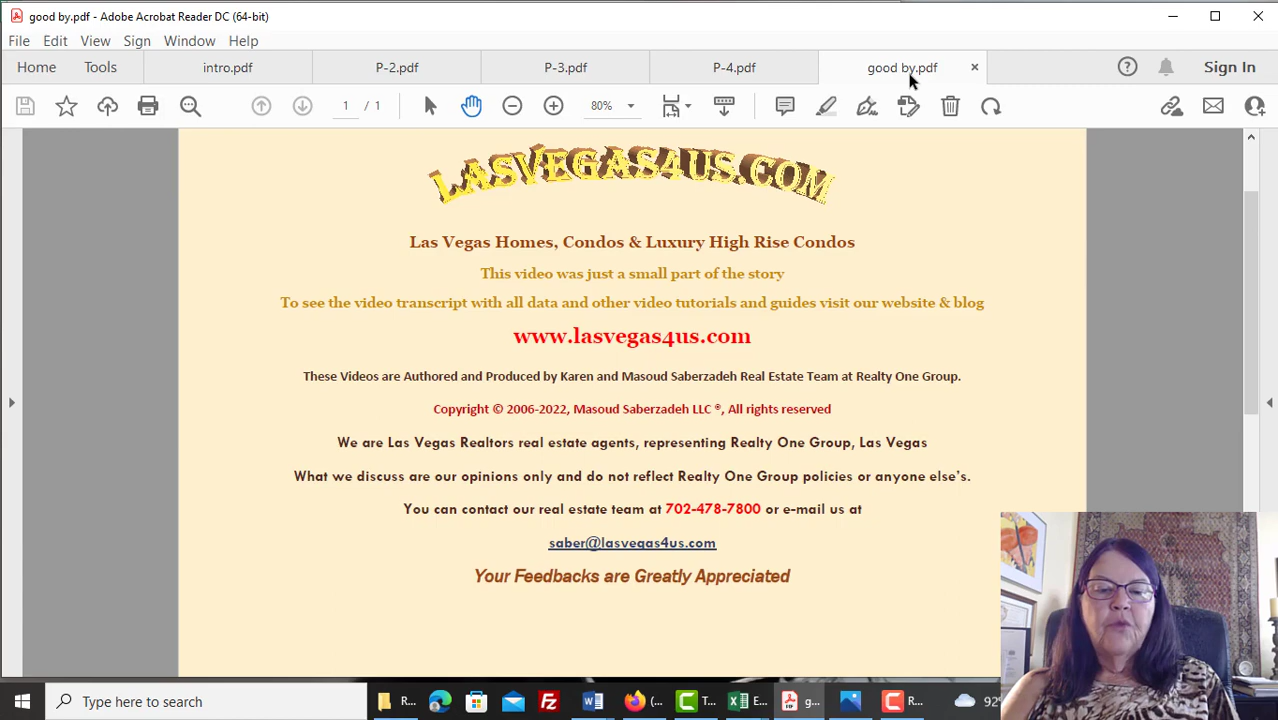 good by.pdf - Adobe Acrobat Reader DC (64-bit)
File Edit View Sign Window Help
Home Tools intro.pdf P-2.pdf P-3.pdf P-4.pdf good by.pdf × Sign In
1 / 1 80%
LASVEGAS4US.COM
Las Vegas Homes, Condos & Luxury High Rise Condos
This video was just a small part of the story
To see the video transcript with all data and other video tutorials and guides visit our website & blog
www.lasvegas4us.com
These Videos are Authored and Produced by Karen and Masoud Saberzadeh Real Estate Team at Realty One Group.
Copyright © 2006-2022, Masoud Saberzadeh LLC ®, All rights reserved
We are Las Vegas Realtors real estate agents, representing Realty One Group, Las Vegas
What we discuss are our opinions only and do not reflect Realty One Group policies or anyone else's.
You can contact our real estate team at 702-478-7800 or e-mail us at
saber@lasvegas4us.com
Your Feedbacks are Greatly Appreciated
Type here to search R... (... T... E... g... R... 92°